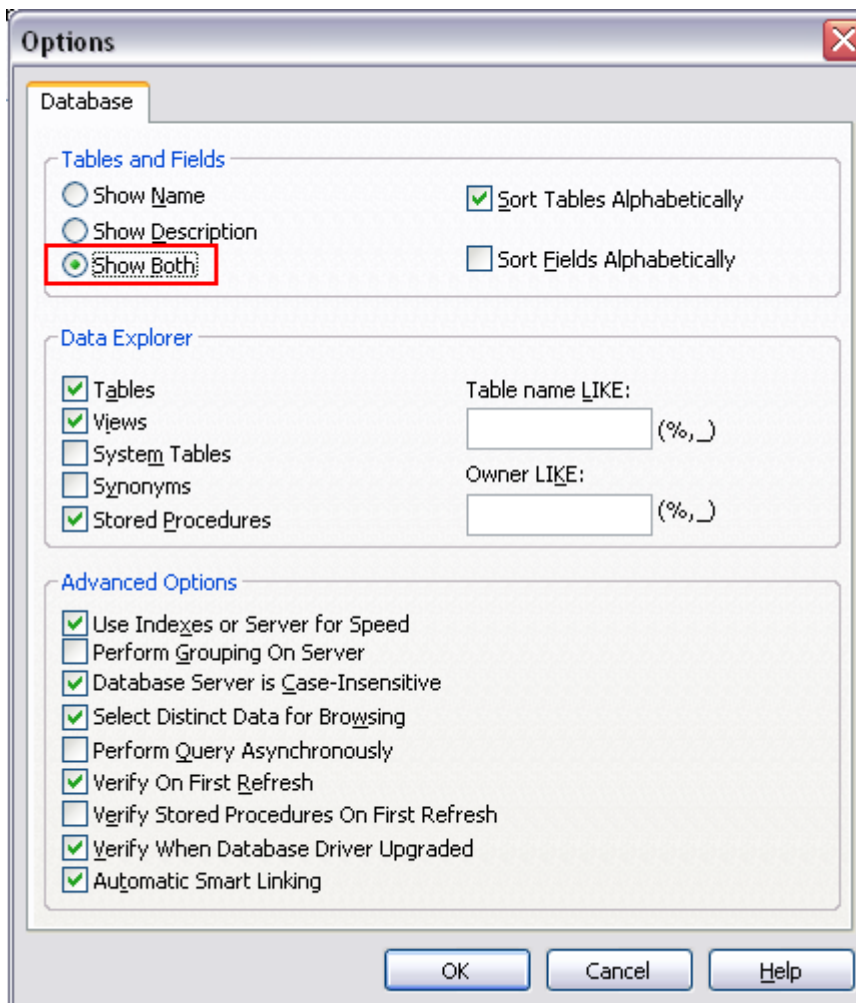 Options
Database
Tables and Fields
Show Name
Sort Tables Alphabetically
Show Description
Show Both
Sort Fields Alphabetically
Data Explorer
Tables
Views
System Tables
Synonyms
Stored Procedures
Table name LIKE:
(%,_)
Owner LIKE:
(%,_)
Advanced Options
Use Indexes or Server for Speed
Perform Grouping On Server
Database Server is Case-Insensitive
Select Distinct Data for Browsing
Perform Query Asynchronously
Verify On First Refresh
Verify Stored Procedures On First Refresh
Verify When Database Driver Upgraded
Automatic Smart Linking
OK Cancel Help